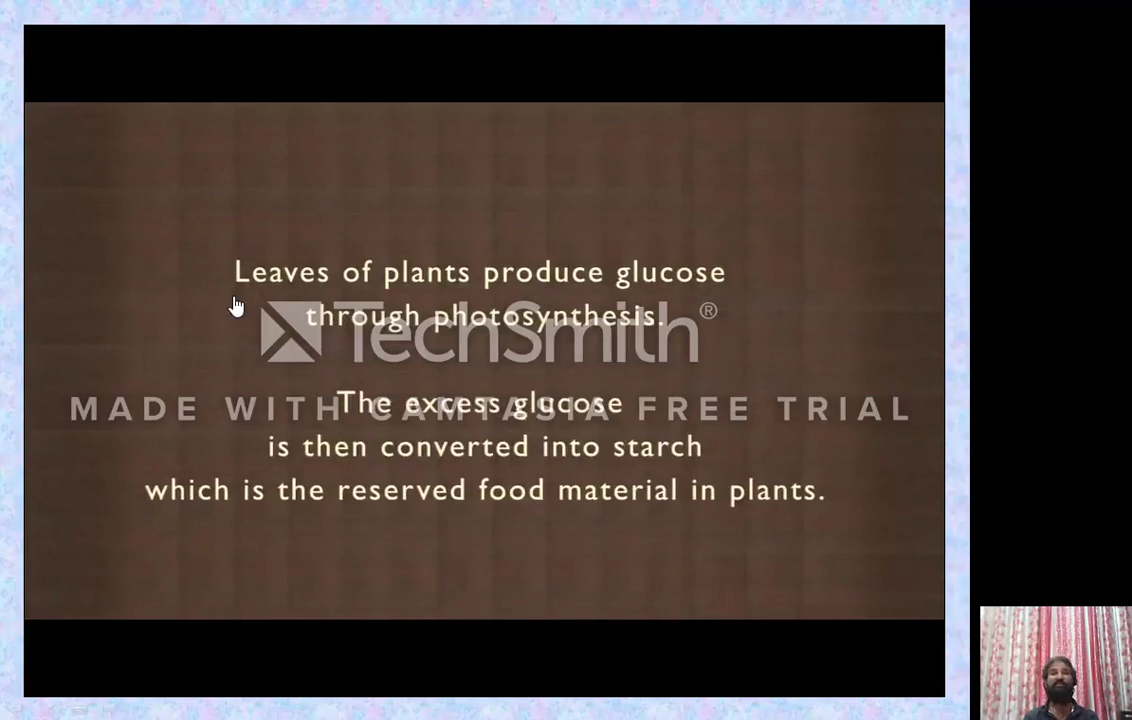 Leaves of plants produce glucose
through photosynthesis.
TechSmith®
The excess glucose
MADE WITH CAMTASIA FREE TRIAL
is then converted into starch
which is the reserved food material in plants.